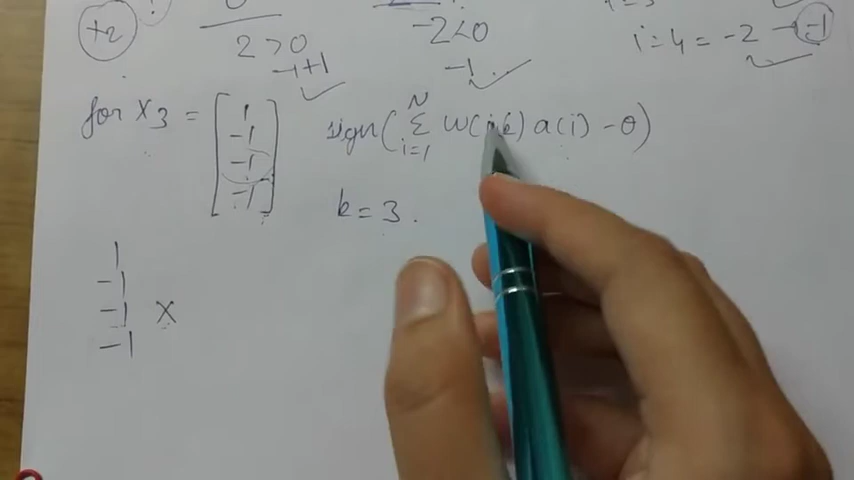 +2
2 > 0
→ +1
-2 < 0
-1
i = 4 = -2 → -1
for X3 = [1 -1 -1 -1] sign( N Σ i=1 w(i,k) a(i) - θ )
k = 3.
1
-1
-1 X
-1